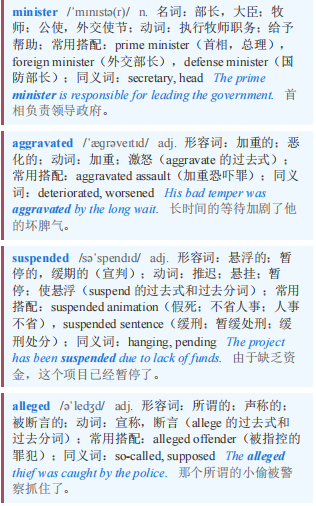 minister /ˈmɪnɪstə(r)/ n. 名词：部长，大臣；牧
师；公使，外交使节；动词：执行牧师职务；给予
帮助；常用搭配：prime minister（首相，总理），
foreign minister（外交部长），defense minister（国
防部长）；同义词：secretary, head The prime
minister is responsible for leading the government. 首
相负责领导政府。
aggravated /ˈæɡrəveɪtɪd/ adj. 形容词：加重的；恶
化的；动词：加重；激怒（aggravate 的过去式）；
常用搭配：aggravated assault（加重恐吓罪）；同义
词：deteriorated, worsened His bad temper was
aggravated by the long wait. 长时间的等待加剧了他
的坏脾气。
suspended /səˈspendɪd/ adj. 形容词：悬浮的；暂
停的，缓期的（宣判）；动词：推迟；悬挂；暂
停；使悬浮（suspend 的过去式和过去分词）；常用
搭配：suspended animation（假死；不省人事；人事
不省），suspended sentence（缓刑；暂缓处刑；缓
刑处分）；同义词：hanging, pending The project
has been suspended due to lack of funds. 由于缺乏资
金，这个项目已经暂停了。
alleged /əˈledʒd/ adj. 形容词：所谓的；声称的；
被断言的；动词：宣称，断言（allege 的过去式和
过去分词）；常用搭配：alleged offender（被指控的
罪犯）；同义词：so-called, supposed The alleged
thief was caught by the police. 那个所谓的小偷被警
察抓住了。